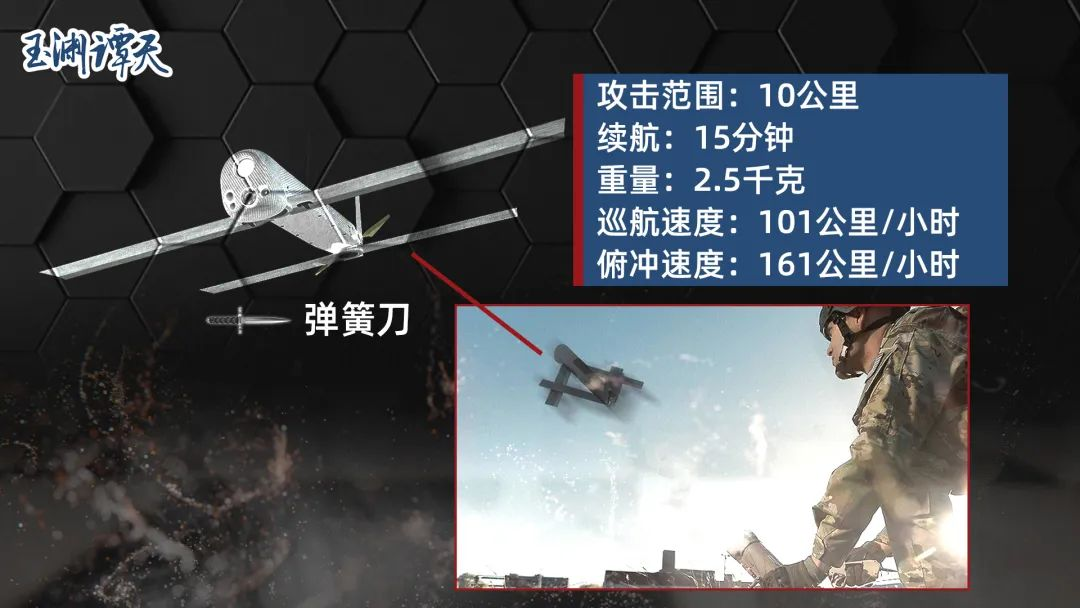 玉渊谭天
攻击范围：10公里
续航：15分钟
重量：2.5千克
巡航速度：101公里/小时
俯冲速度：161公里/小时
弹簧刀